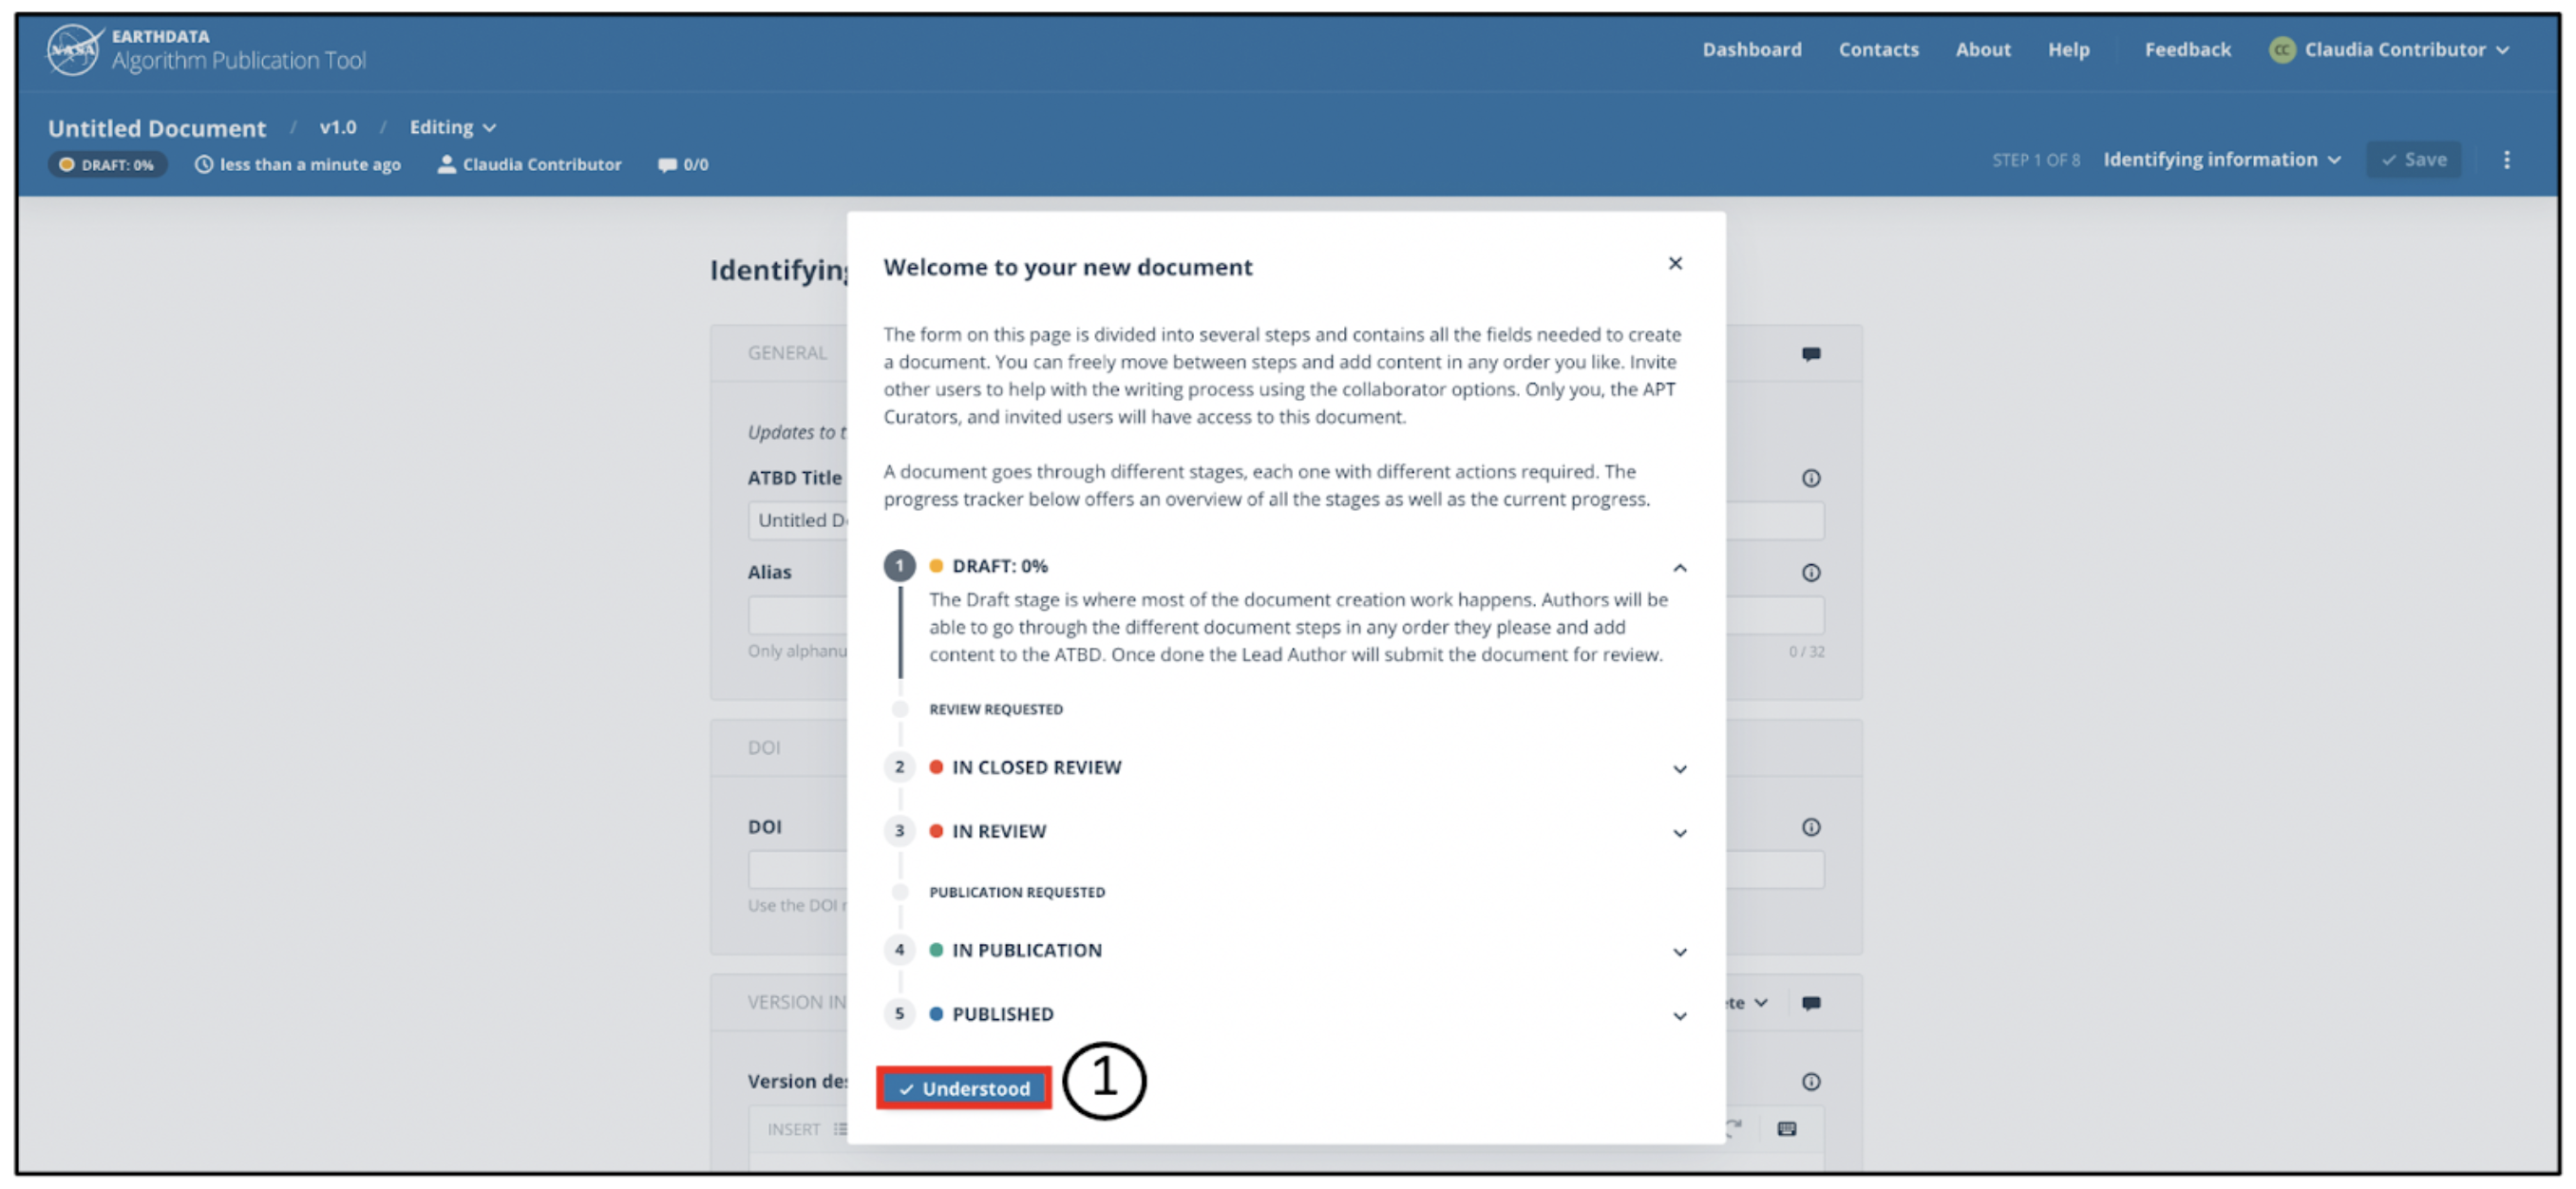 NASA
EARTHDATA
Algorithm Publication Tool
Dashboard Contacts About Help Feedback CC Claudia Contributor
Untitled Document / v1.0 / Editing
DRAFT: 0% less than a minute ago Claudia Contributor 0/0
STEP 1 OF 8 Identifying information Save
Identifying
GENERAL
Updates to t
ATBD Title
Untitled D
Alias
Only alphanu
0 / 32
DOI
DOI
Use the DOI
VERSION IN
te
Version des
INSERT
Welcome to your new document
The form on this page is divided into several steps and contains all the fields needed to create
a document. You can freely move between steps and add content in any order you like. Invite
other users to help with the writing process using the collaborator options. Only you, the APT
Curators, and invited users will have access to this document.
A document goes through different stages, each one with different actions required. The
progress tracker below offers an overview of all the stages as well as the current progress.
1 DRAFT: 0%
The Draft stage is where most of the document creation work happens. Authors will be
able to go through the different document steps in any order they please and add
content to the ATBD. Once done the Lead Author will submit the document for review.
REVIEW REQUESTED
2 IN CLOSED REVIEW
3 IN REVIEW
PUBLICATION REQUESTED
4 IN PUBLICATION
5 PUBLISHED
Understood
1